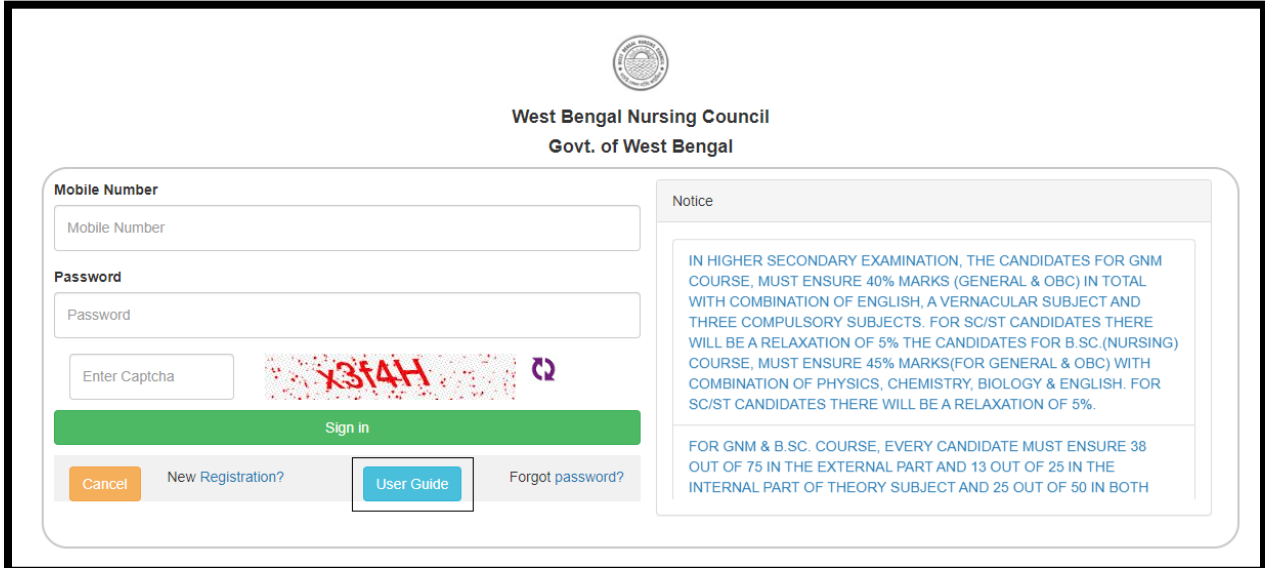 West Bengal Nursing Council
Govt. of West Bengal
Mobile Number
Mobile Number
Password
Password
Enter Captcha
x3f4H
Sign in
Cancel
New Registration?
User Guide
Forgot password?
Notice
IN HIGHER SECONDARY EXAMINATION, THE CANDIDATES FOR GNM
COURSE, MUST ENSURE 40% MARKS (GENERAL & OBC) IN TOTAL
WITH COMBINATION OF ENGLISH, A VERNACULAR SUBJECT AND
THREE COMPULSORY SUBJECTS. FOR SC/ST CANDIDATES THERE
WILL BE A RELAXATION OF 5% THE CANDIDATES FOR B.SC.(NURSING)
COURSE, MUST ENSURE 45% MARKS(FOR GENERAL & OBC) WITH
COMBINATION OF PHYSICS, CHEMISTRY, BIOLOGY & ENGLISH. FOR
SC/ST CANDIDATES THERE WILL BE A RELAXATION OF 5%.
FOR GNM & B.SC. COURSE, EVERY CANDIDATE MUST ENSURE 38
OUT OF 75 IN THE EXTERNAL PART AND 13 OUT OF 25 IN THE
INTERNAL PART OF THEORY SUBJECT AND 25 OUT OF 50 IN BOTH